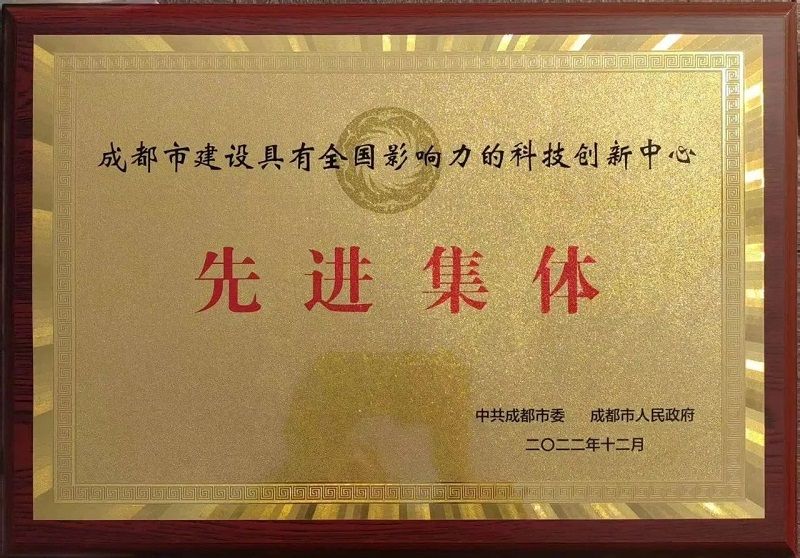 成都市建设具有全国影响力的科技创新中心
先进集体
中共成都市委 成都市人民政府
二〇二二年十二月